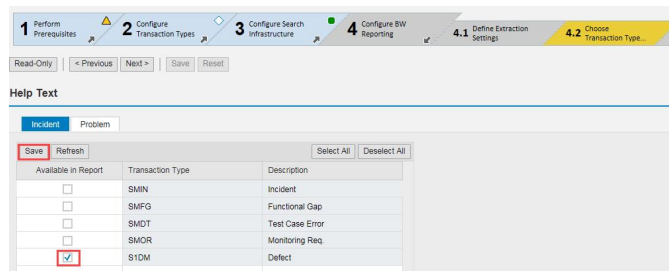 1 Perform Prerequisites
2 Configure Transaction Types
3 Configure Search Infrastructure
4 Configure BW Reporting
4.1 Define Extraction Settings
4.2 Choose Transaction Type...
Read-Only < Previous Next > Save Reset
Help Text
Incident Problem
Save Refresh Select All Deselect All
Available in Report Transaction Type Description
SMIN Incident
SMFG Functional Gap
SMDT Test Case Error
SMOR Monitoring Req.
S1DM Defect